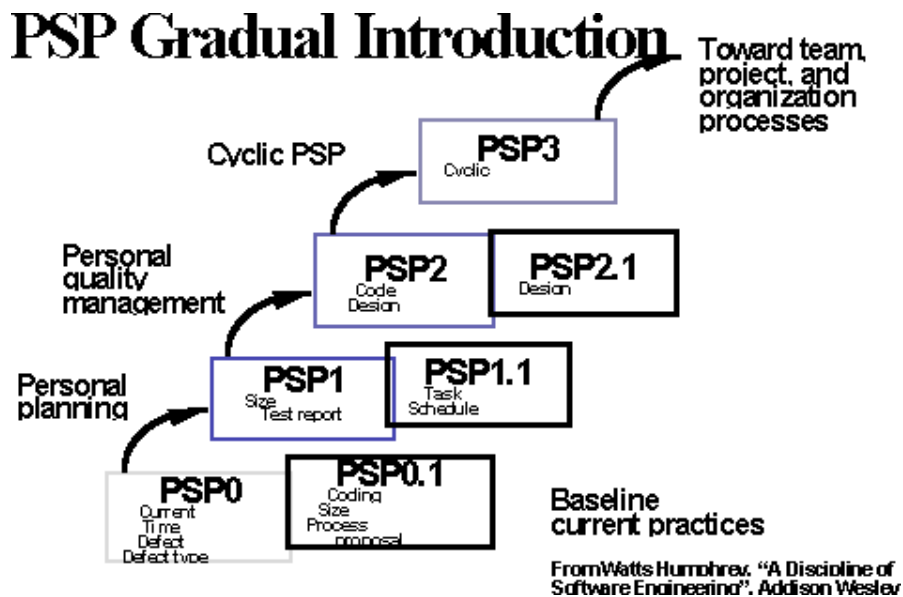 PSP Gradual Introduction
Toward team,
project, and
organization
processes
PSP3
Cyclic
Cyclic PSP
PSP2
Code
Design
PSP2.1
Design
Personal
quality
management
PSP1
Size
Test report
PSP1.1
Task
Schedule
Personal
planning
PSP0
Current
Time
Defect
Defect type
PSP0.1
Coding
Size
Process
proposal
Baseline
current practices
From Watts Humphrey, “A Discipline of
Software Engineering”, Addison Wesley